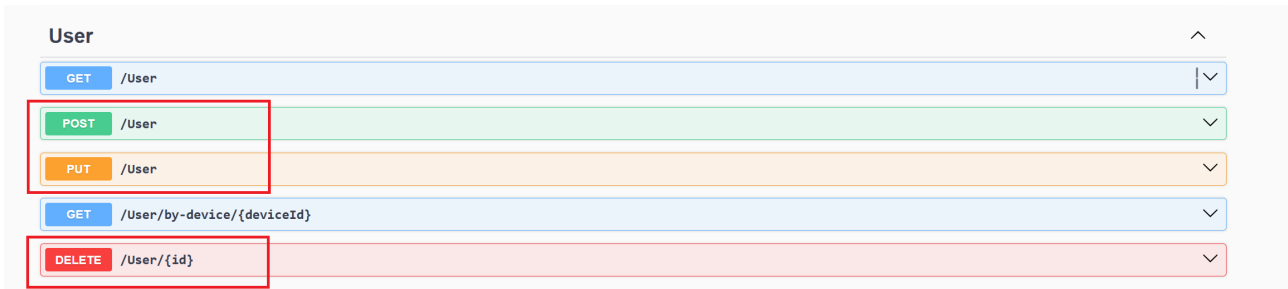 User
GET /User
POST /User
PUT /User
GET /User/by-device/{deviceId}
DELETE /User/{id}